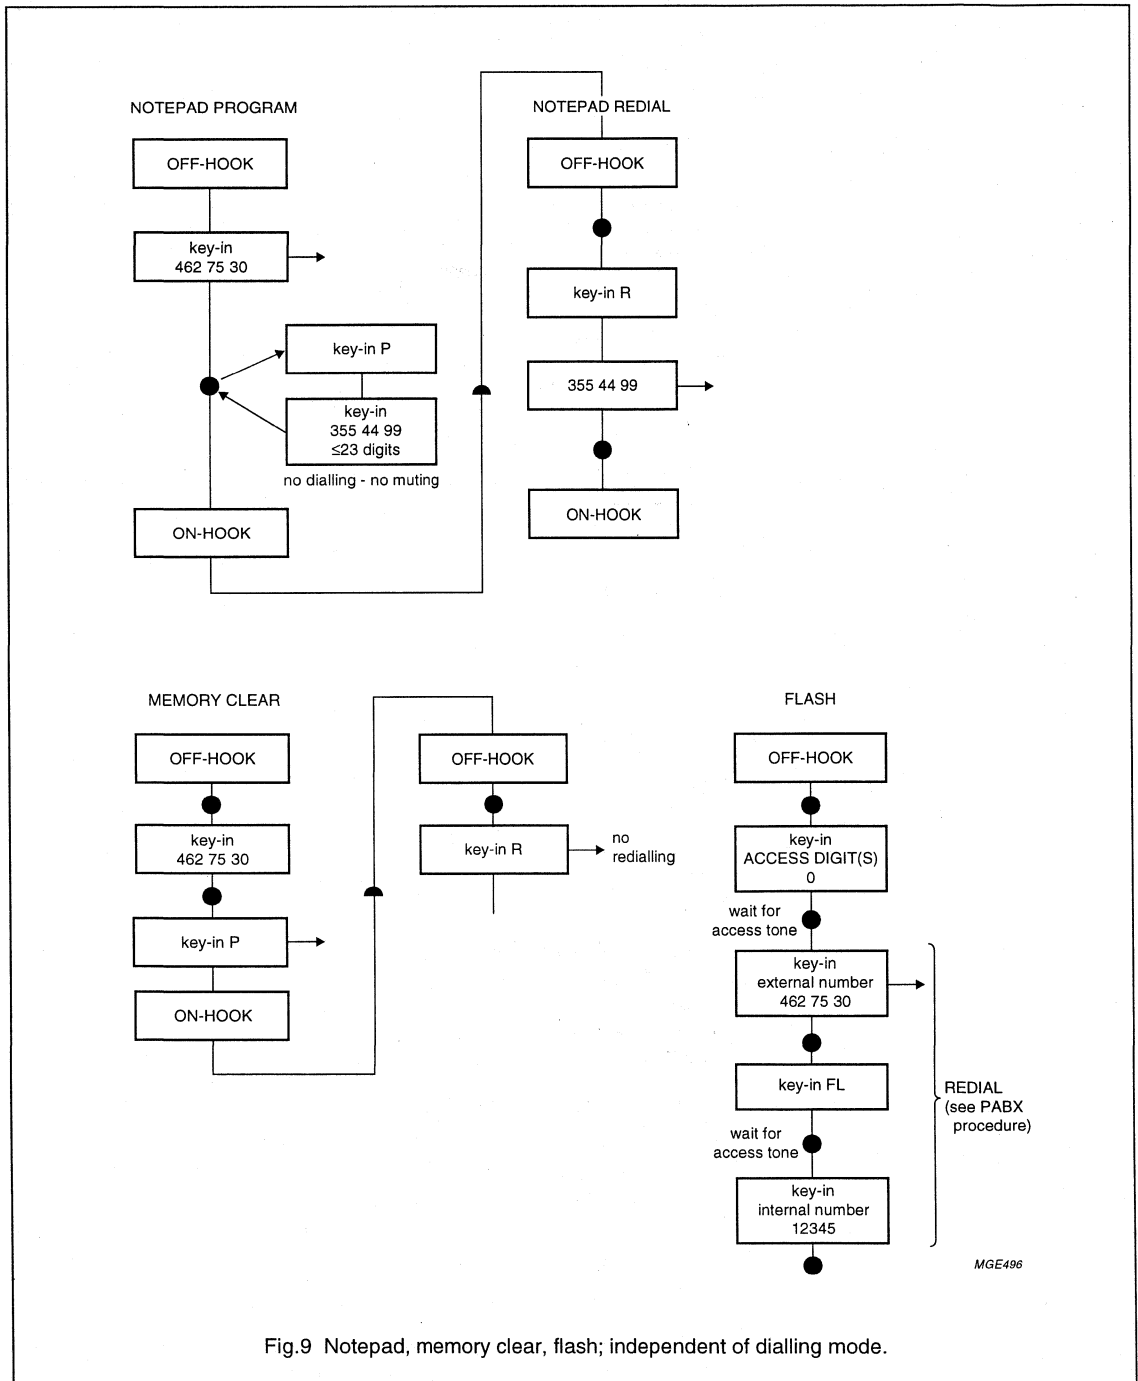 NOTEPAD PROGRAM
OFF-HOOK
key-in
462 75 30
key-in P
key-in
355 44 99
≤23 digits
no dialling - no muting
ON-HOOK
NOTEPAD REDIAL
OFF-HOOK
key-in R
355 44 99
ON-HOOK
MEMORY CLEAR
OFF-HOOK
key-in
462 75 30
key-in P
ON-HOOK
OFF-HOOK
key-in R
no
redialling
FLASH
OFF-HOOK
key-in
ACCESS DIGIT(S)
0
wait for
access tone
key-in
external number
462 75 30
key-in FL
wait for
access tone
key-in
internal number
12345
REDIAL
(see PABX
procedure)
MGE496
Fig.9 Notepad, memory clear, flash; independent of dialling mode.